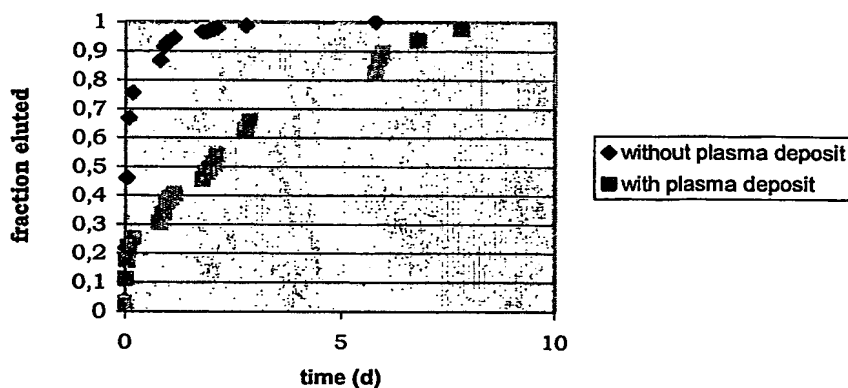 fraction eluted
1
0,9
0,8
0,7
0,6
0,5
0,4
0,3
0,2
0,1
0
0 5 10
time (d)
without plasma deposit
with plasma deposit